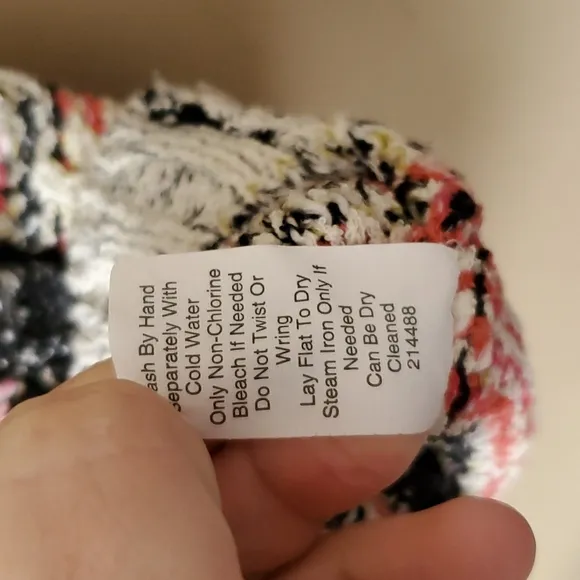 ash By Hand
Separately With
Cold Water
Only Non-Chlorine
Bleach If Needed
Do Not Twist Or
Wring
Lay Flat To Dry
Steam Iron Only If
Needed
Can Be Dry
Cleaned
214488